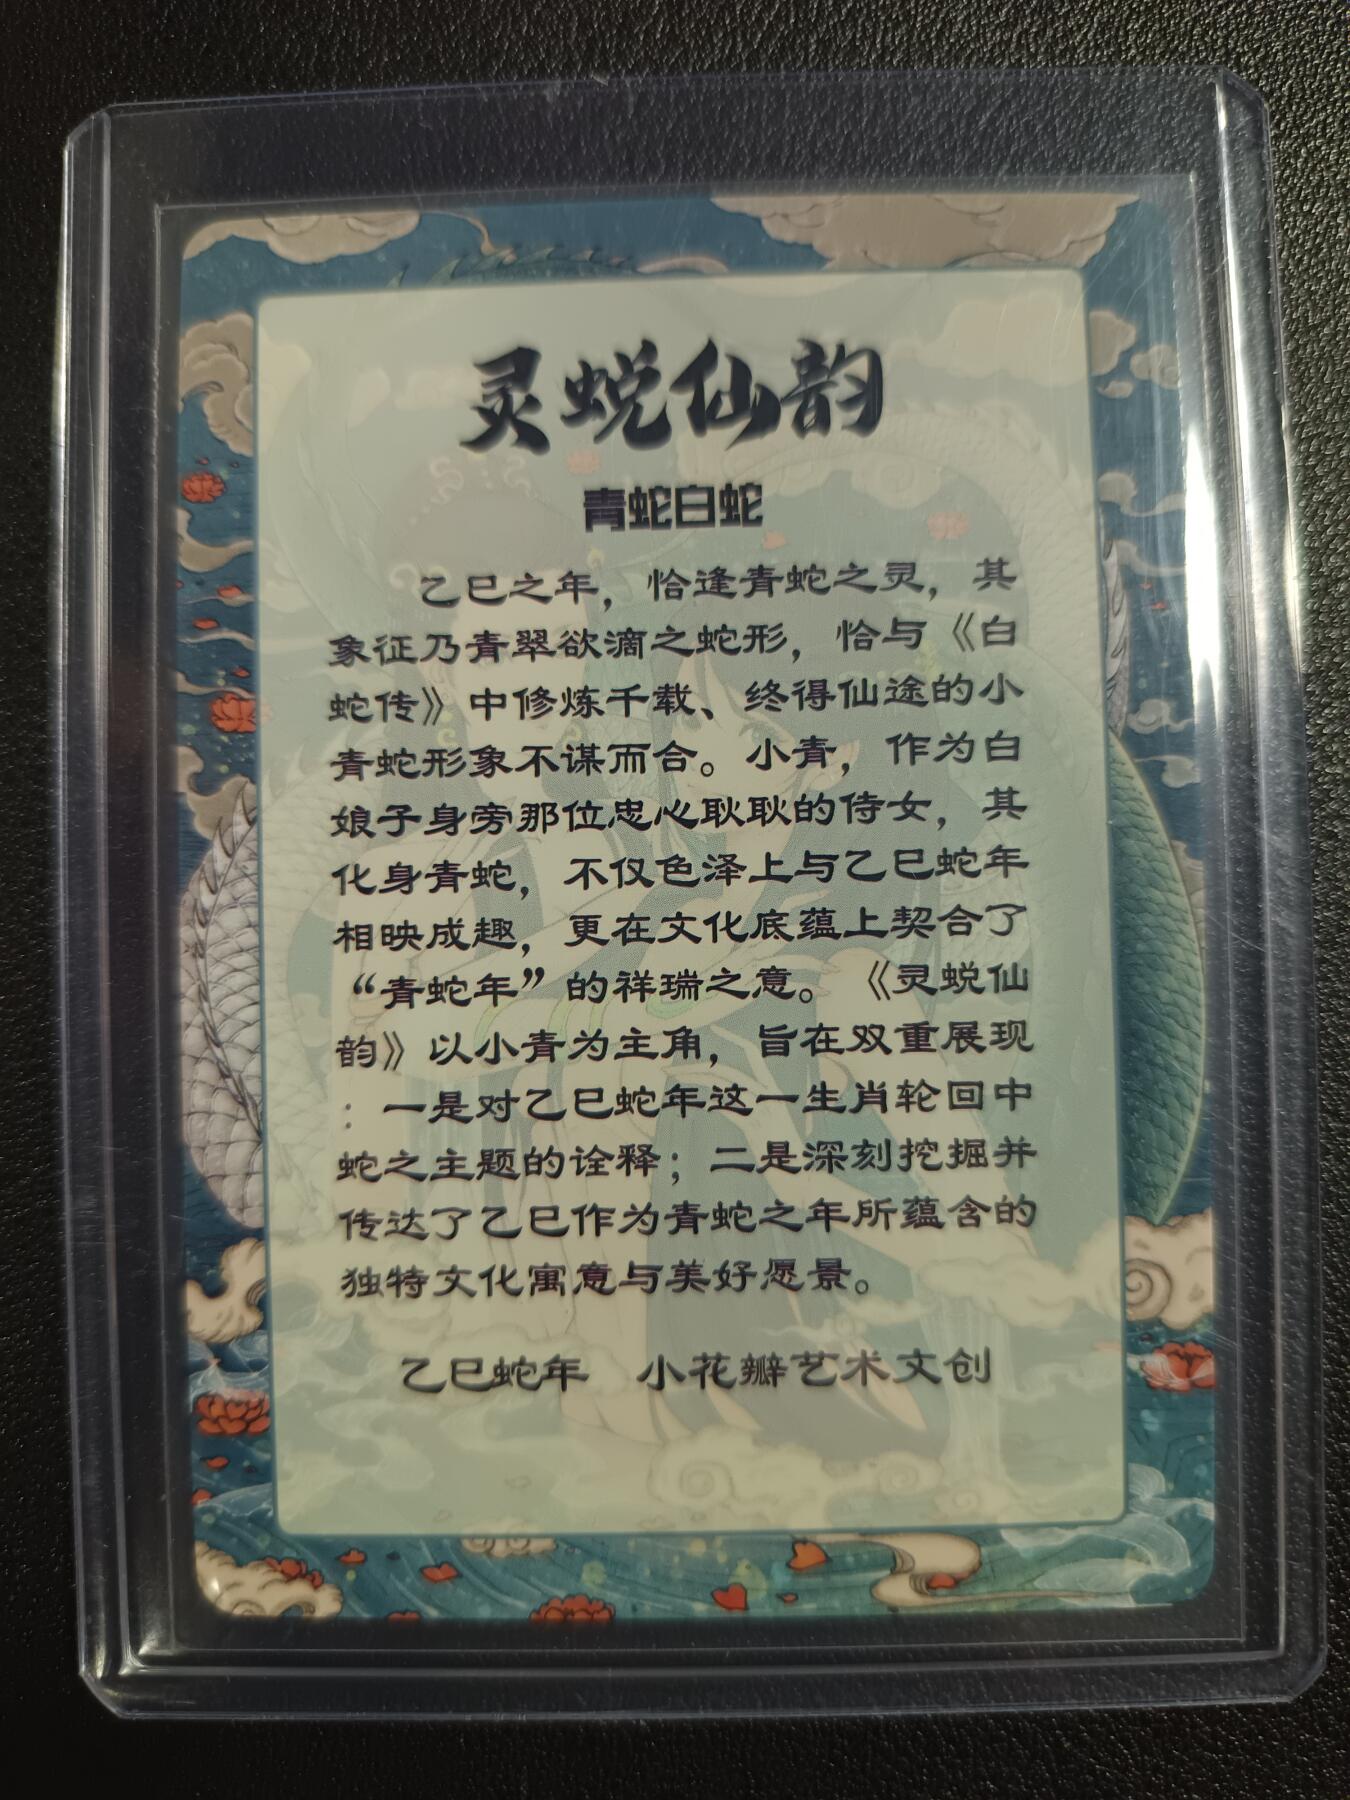 灵蜕仙韵
青蛇白蛇
乙巳之年，恰逢青蛇之灵，其
象征乃青翠欲滴之蛇形，恰与《白
蛇传》中修炼千载、终得仙途的小
青蛇形象不谋而合。小青，作为白
娘子身旁那位忠心耿耿的侍女，其
化身青蛇，不仅色泽上与乙巳蛇年
相映成趣，更在文化底蕴上契合了
“青蛇年”的祥瑞之意。《灵蜕仙
韵》以小青为主角，旨在双重展现
：一是对乙巳蛇年这一生肖轮回中
蛇之主题的诠释；二是深刻挖掘并
传达了乙巳作为青蛇之年所蕴含的
独特文化寓意与美好愿景。
乙巳蛇年 小花瓣艺术文创